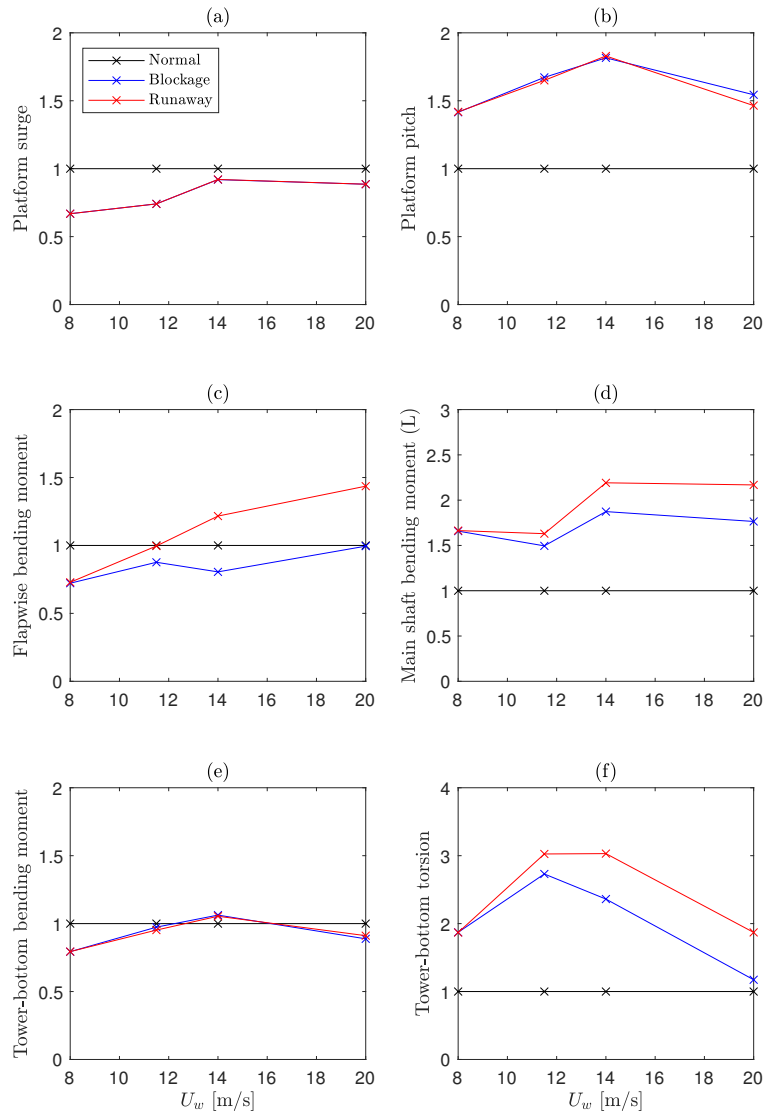 (a)
Platform surge
Normal
Blockage
Runaway
2
1.5
1
0.5
0
8 10 12 14 16 18 20
(b)
Platform pitch
2
1.5
1
0.5
0
8 10 12 14 16 18 20
(c)
Flapwise bending moment
2
1.5
1
0.5
0
8 10 12 14 16 18 20
(d)
Main shaft bending moment (L)
3
2.5
2
1.5
1
0.5
0
8 10 12 14 16 18 20
(e)
Tower-bottom bending moment
2
1.5
1
0.5
0
8 10 12 14 16 18 20
U_w [m/s]
(f)
Tower-bottom torsion
4
3
2
1
0
8 10 12 14 16 18 20
U_w [m/s]